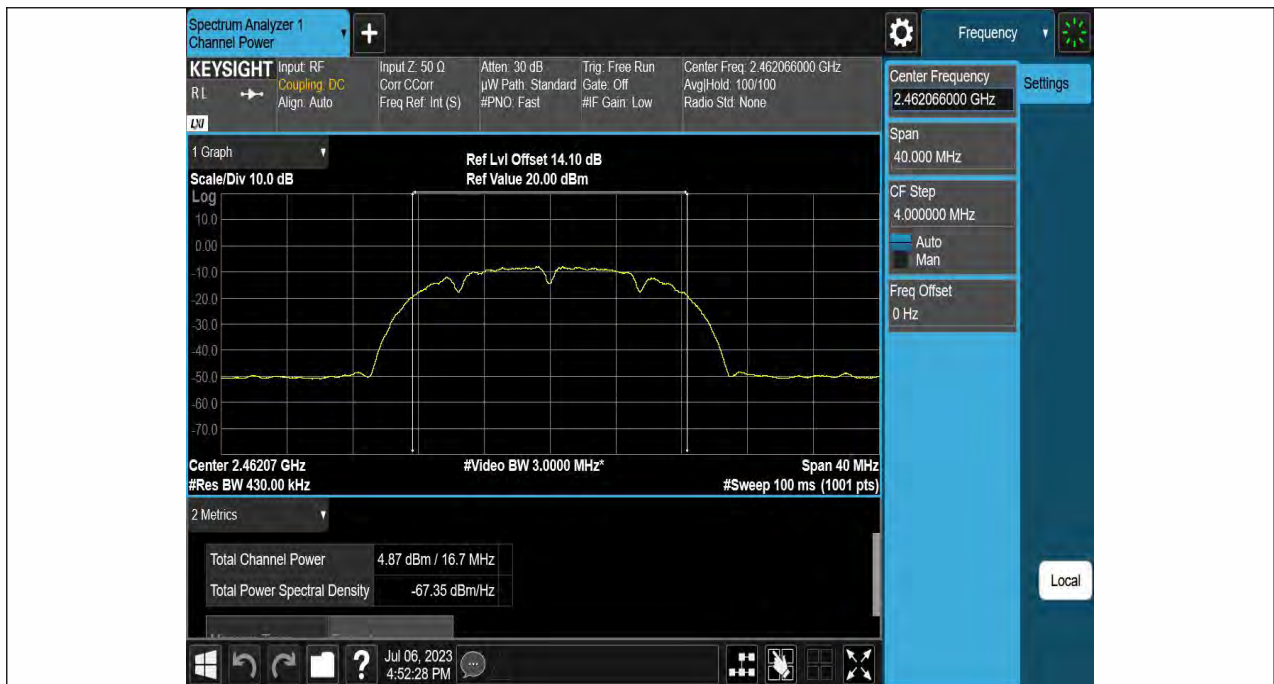 Spectrum Analyzer 1
Channel Power
+
Frequency
KEYSIGHT
RL
LXI
Input: RF
Coupling: DC
Align: Auto
Input Z: 50 Ω
Corr CCorr
Freq Ref: Int (S)
Atten: 30 dB
µW Path: Standard
#PNO: Fast
Trig: Free Run
Gate: Off
#IF Gain: Low
Center Freq: 2.462066000 GHz
Avg|Hold: 100/100
Radio Std: None
Center Frequency
2.462066000 GHz
Settings
Span
40.000 MHz
CF Step
4.000000 MHz
Auto
Man
Freq Offset
0 Hz
1 Graph
Scale/Div 10.0 dB
Ref Lvl Offset 14.10 dB
Ref Value 20.00 dBm
Log
10.0
0.00
-10.0
-20.0
-30.0
-40.0
-50.0
-60.0
-70.0
Center 2.46207 GHz
#Video BW 3.0000 MHz*
Span 40 MHz
#Res BW 430.00 kHz
#Sweep 100 ms (1001 pts)
2 Metrics
Total Channel Power 4.87 dBm / 16.7 MHz
Total Power Spectral Density -67.35 dBm/Hz
Local
?
Jul 06, 2023
4:52:28 PM